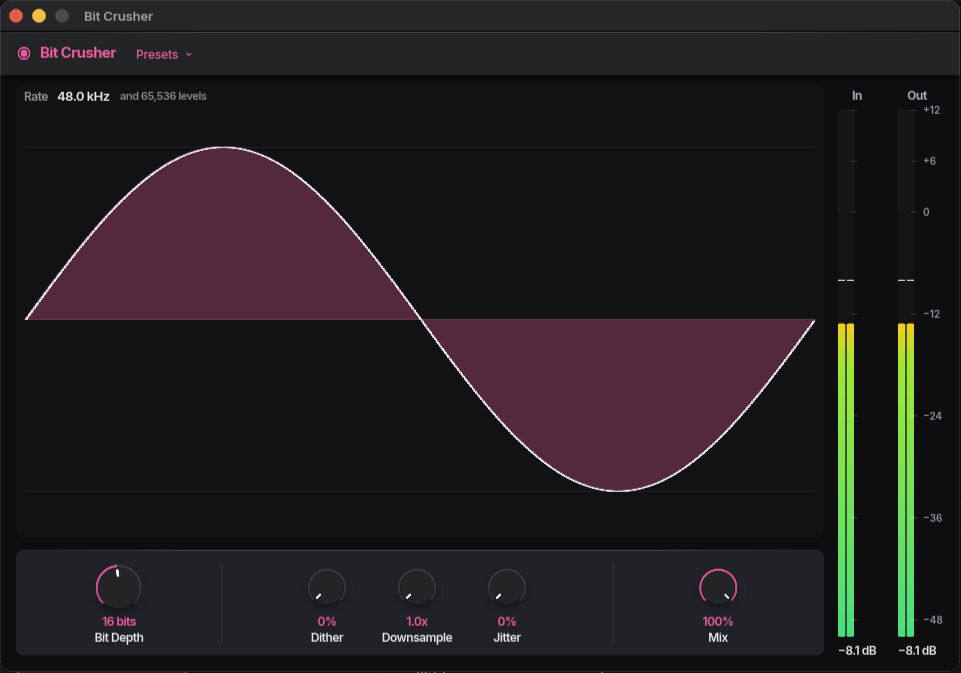 Bit Crusher
Bit Crusher Presets
Rate 48.0 kHz and 65,536 levels
In Out
+12
+6
0
−12
−24
−36
−48
16 bits 0% 1.0x 0% 100%
Bit Depth Dither Downsample Jitter Mix
−8.1 dB −8.1 dB